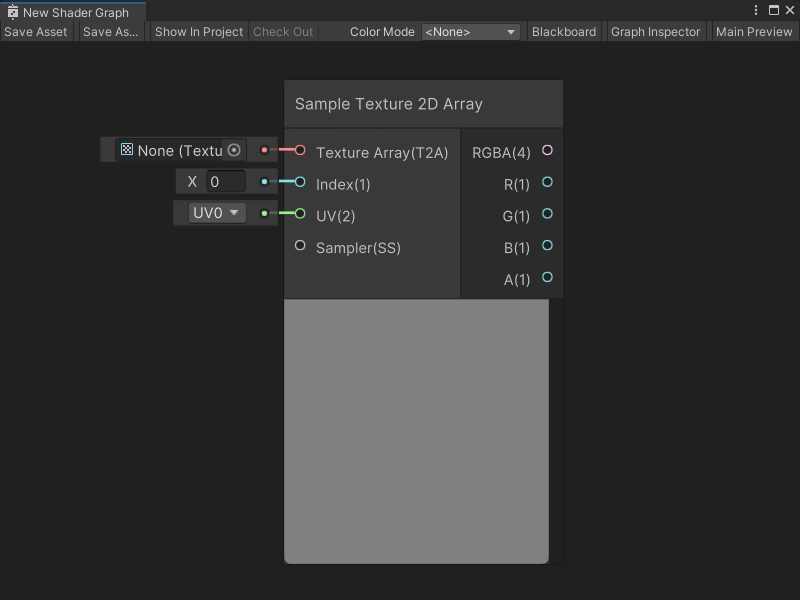 New Shader Graph
Save Asset Save As... Show In Project Check Out Color Mode <None> Blackboard Graph Inspector Main Preview
Sample Texture 2D Array
None (Textu Texture Array(T2A) RGBA(4)
X 0 Index(1) R(1)
UV0 UV(2) G(1)
Sampler(SS) B(1)
A(1)